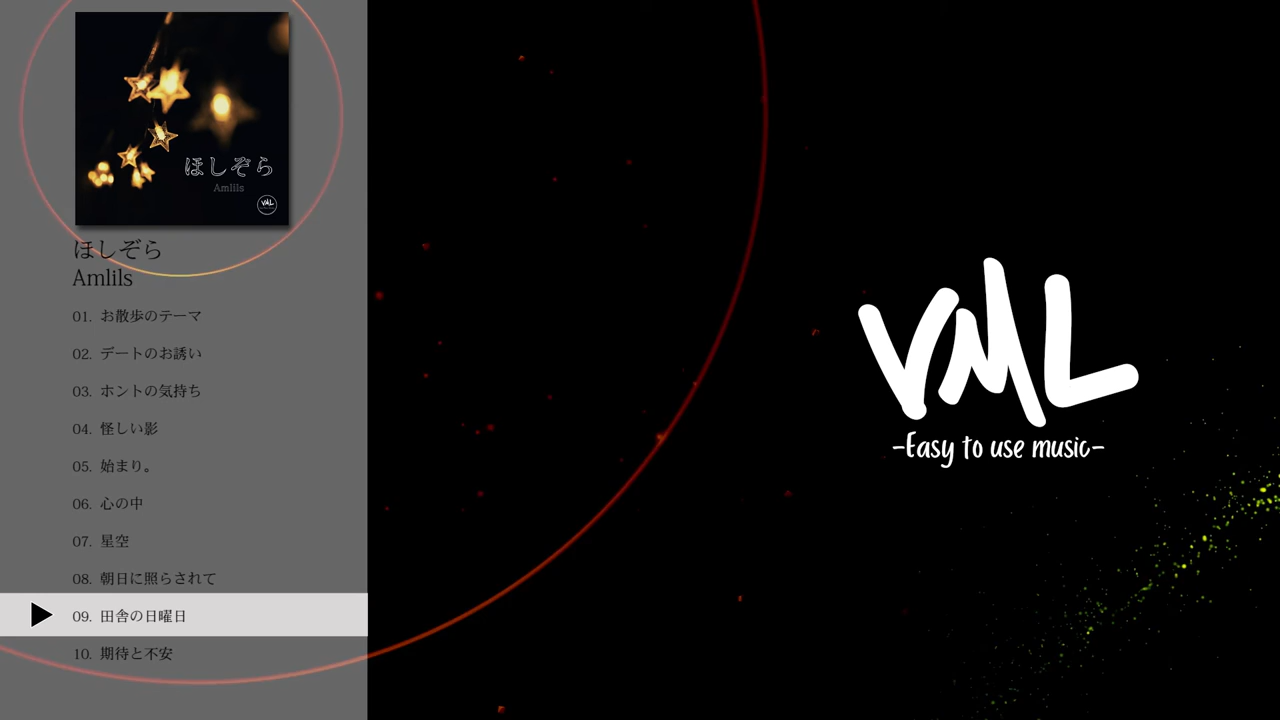 ほしぞら
Amlils
VML
ほしぞら
Amlils
01. お散歩のテーマ
02. デートのお誘い
03. ホントの気持ち
04. 怪しい影
05. 始まり。
06. 心の中
07. 星空
08. 朝日に照らされて
09. 田舎の日曜日
10. 期待と不安
VML
-Easy to use music-